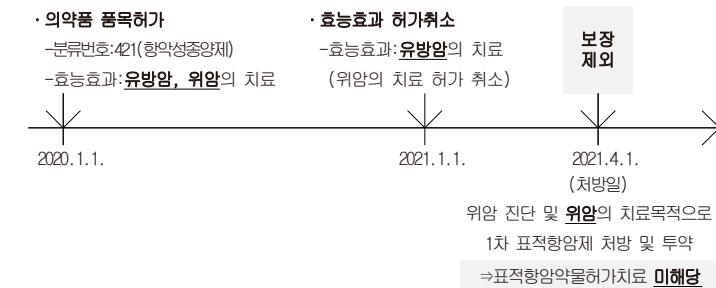 · 의약품 품목허가
-분류번호:421(항악성종양제)
-효능효과:유방암, 위암의 치료
· 효능효과 허가취소
-효능효과:유방암의 치료
(위암의 치료 허가 취소)
보장
제외
2020.1.1.
2021.1.1.
2021.4.1.
(처방일)
위암 진단 및 위암의 치료목적으로
1차 표적항암제 처방 및 투약
⇒표적항암약물허가치료 미해당